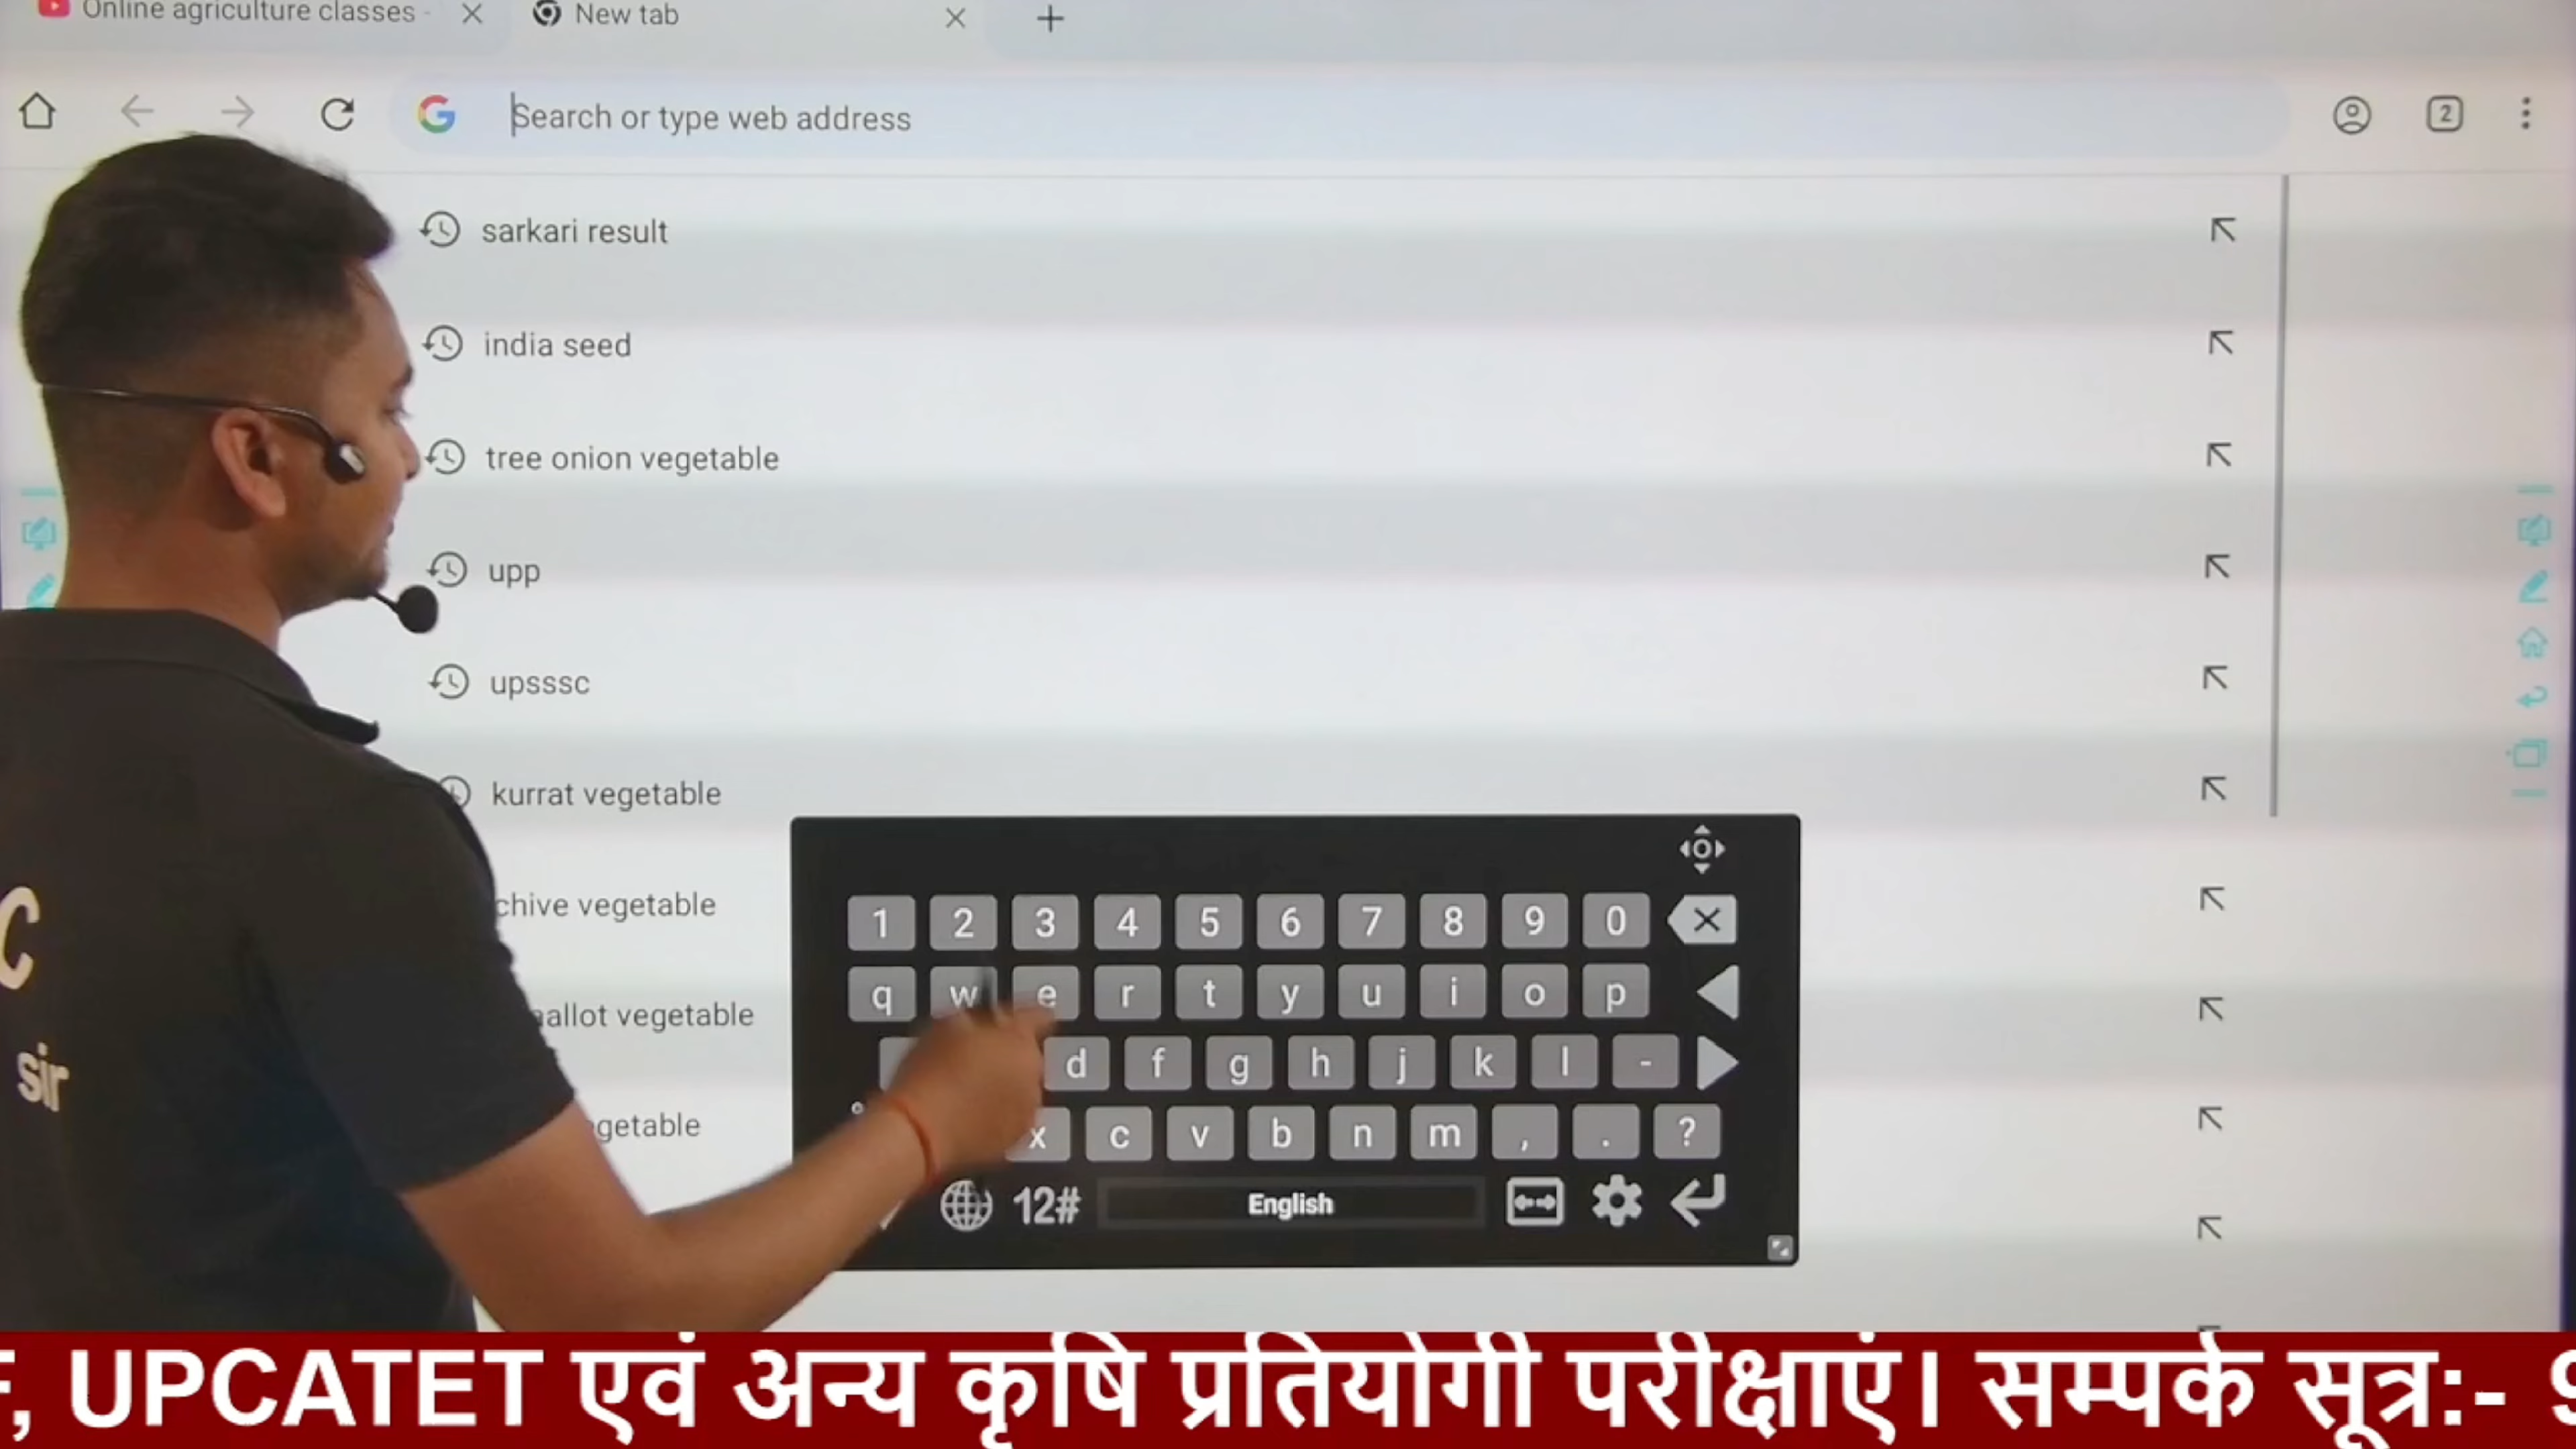 Online agriculture classes -
New tab
Search or type web address
2
sarkari result
india seed
tree onion vegetable
upp
upsssc
kurrat vegetable
chive vegetable
vegetable
1 2 3 4 5 6 7 8 9 0
q w e r t y u i o p
d f g h j k l -
x c v b n m , . ?
12# English
C
sir
UPCATET एवं अन्य कृषि प्रतियोगी परीक्षाएं। सम्पर्क सूत्र:- 9